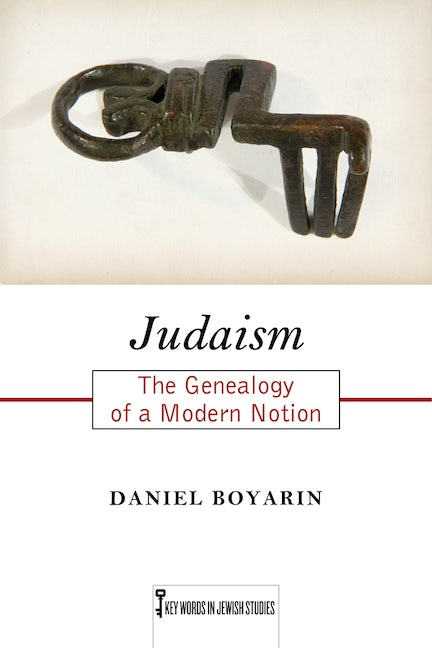 Judaism
The Genealogy
of a Modern Notion
DANIEL BOYARIN
KEY WORDS IN JEWISH STUDIES